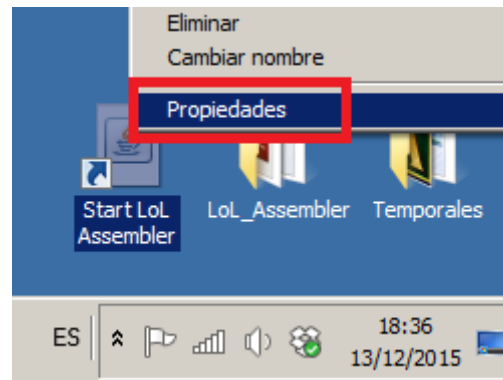 Eliminar
Cambiar nombre
Propiedades
Start LoL
Assembler
LoL_Assembler
Temporales
ES
18:36
13/12/2015